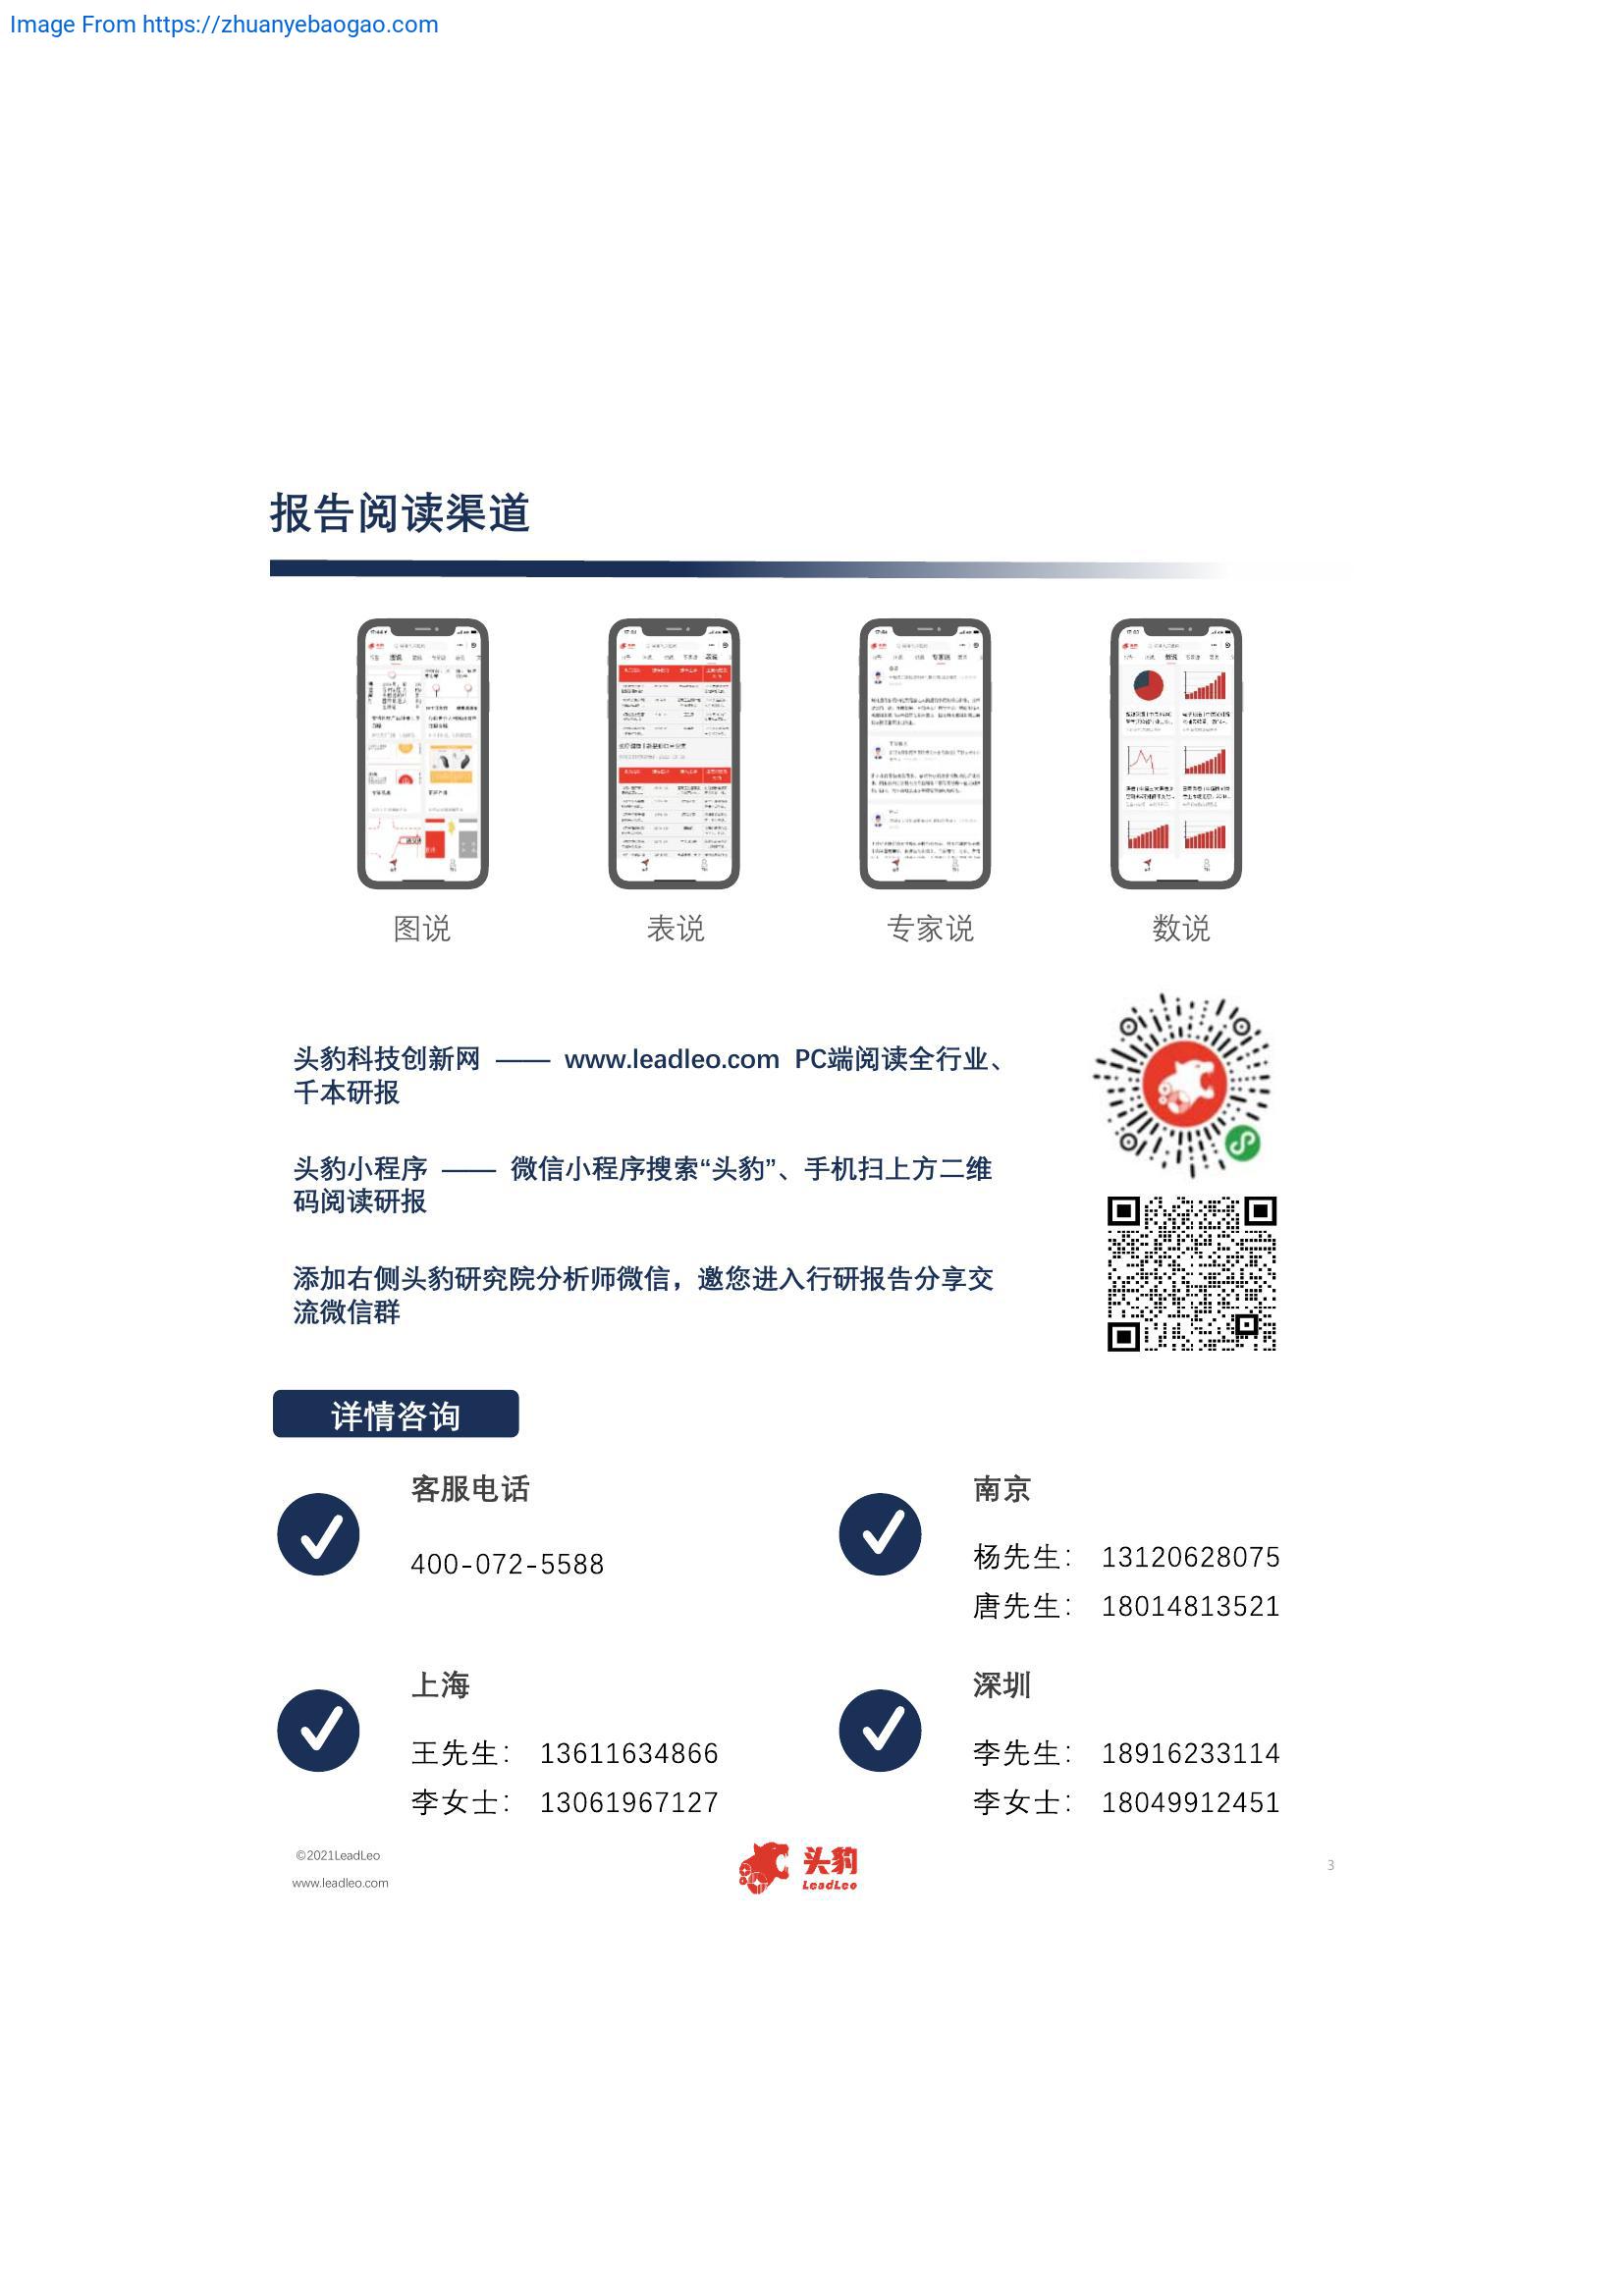 Image From https://zhuanyebaogao.com
报告阅读渠道
图说
表说
专家说
数说
头豹科技创新网 —— www.leadleo.com PC端阅读全行业、
千本研报
头豹小程序 —— 微信小程序搜索“头豹”、手机扫上方二维
码阅读研报
添加右侧头豹研究院分析师微信，邀您进入行研报告分享交
流微信群
详情咨询
客服电话
400-072-5588
南京
杨先生： 13120628075
唐先生： 18014813521
上海
王先生： 13611634866
李女士： 13061967127
深圳
李先生： 18916233114
李女士： 18049912451
©2021LeadLeo
www.leadleo.com
头豹
LeadLeo
3